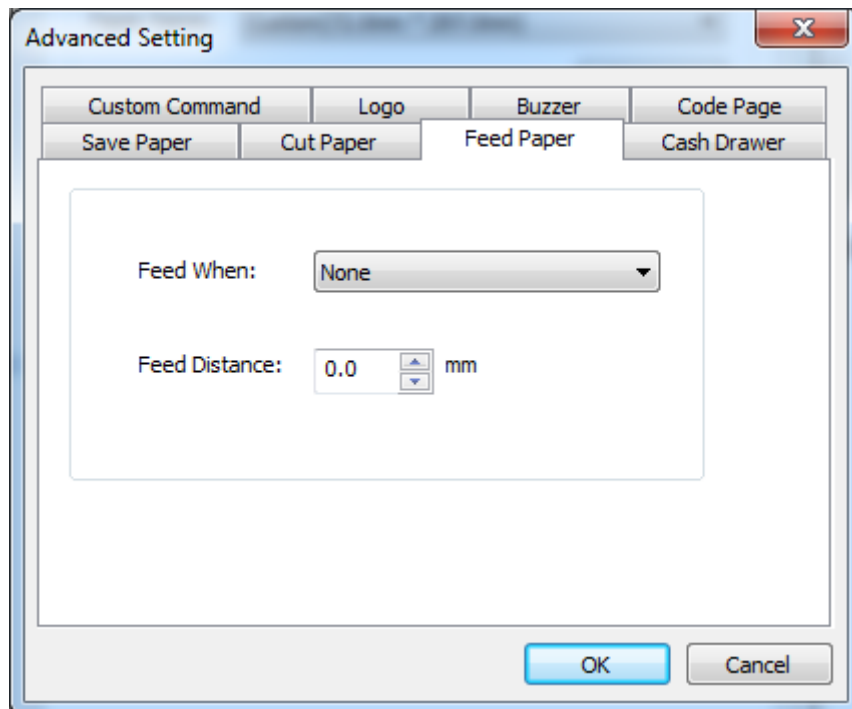 Advanced Setting
Custom Command Logo Buzzer Code Page
Save Paper Cut Paper Feed Paper Cash Drawer
Feed When: None
Feed Distance: 0.0 mm
OK Cancel